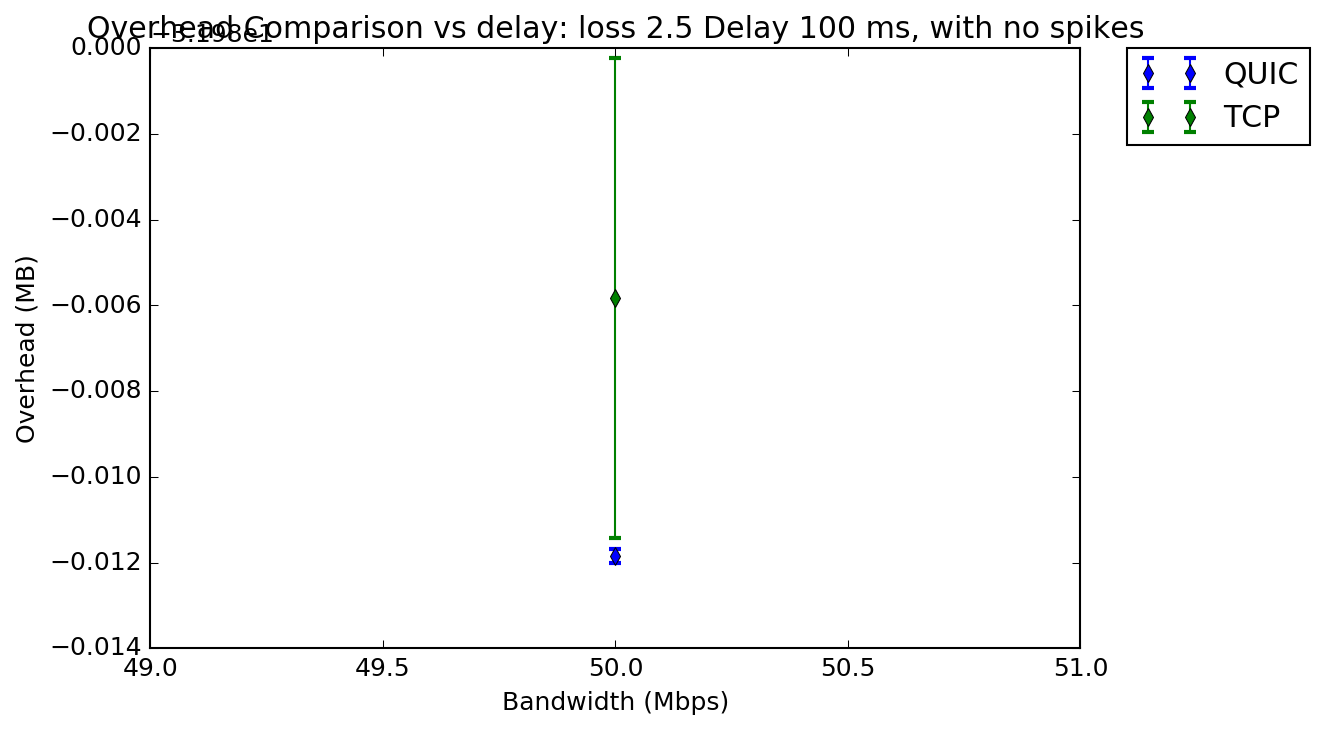 Overhead Comparison vs delay: loss 2.5 Delay 100 ms, with no spikes
−3.198e1
0.000
−0.002
−0.004
−0.006
−0.008
−0.010
−0.012
−0.014
Overhead (MB)
49.0
49.5
50.0
50.5
51.0
Bandwidth (Mbps)
QUIC
TCP